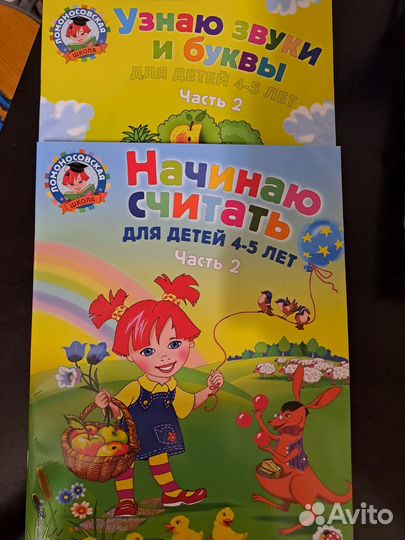 ЛОМОНОСОВСКАЯ
ШКОЛА
Узнаю звуки
и буквы
ДЛЯ ДЕТЕЙ 4-5 ЛЕТ
Часть 2
ЛОМОНОСОВСКАЯ
ШКОЛА
Начинаю
считать
ДЛЯ ДЕТЕЙ 4-5 ЛЕТ
Часть 2
Avito